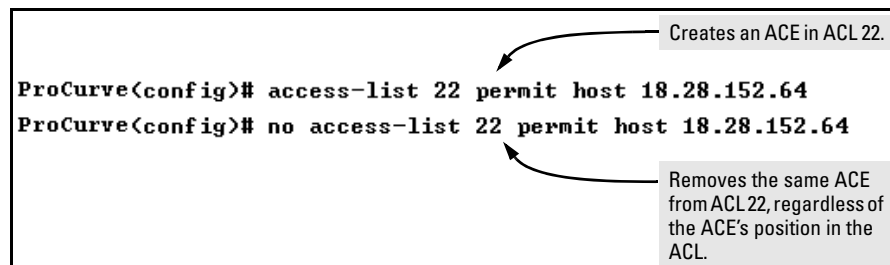 Creates an ACE in ACL 22.
ProCurve(config)# access-list 22 permit host 18.28.152.64
ProCurve(config)# no access-list 22 permit host 18.28.152.64
Removes the same ACE
from ACL 22, regardless of
the ACE's position in the
ACL.